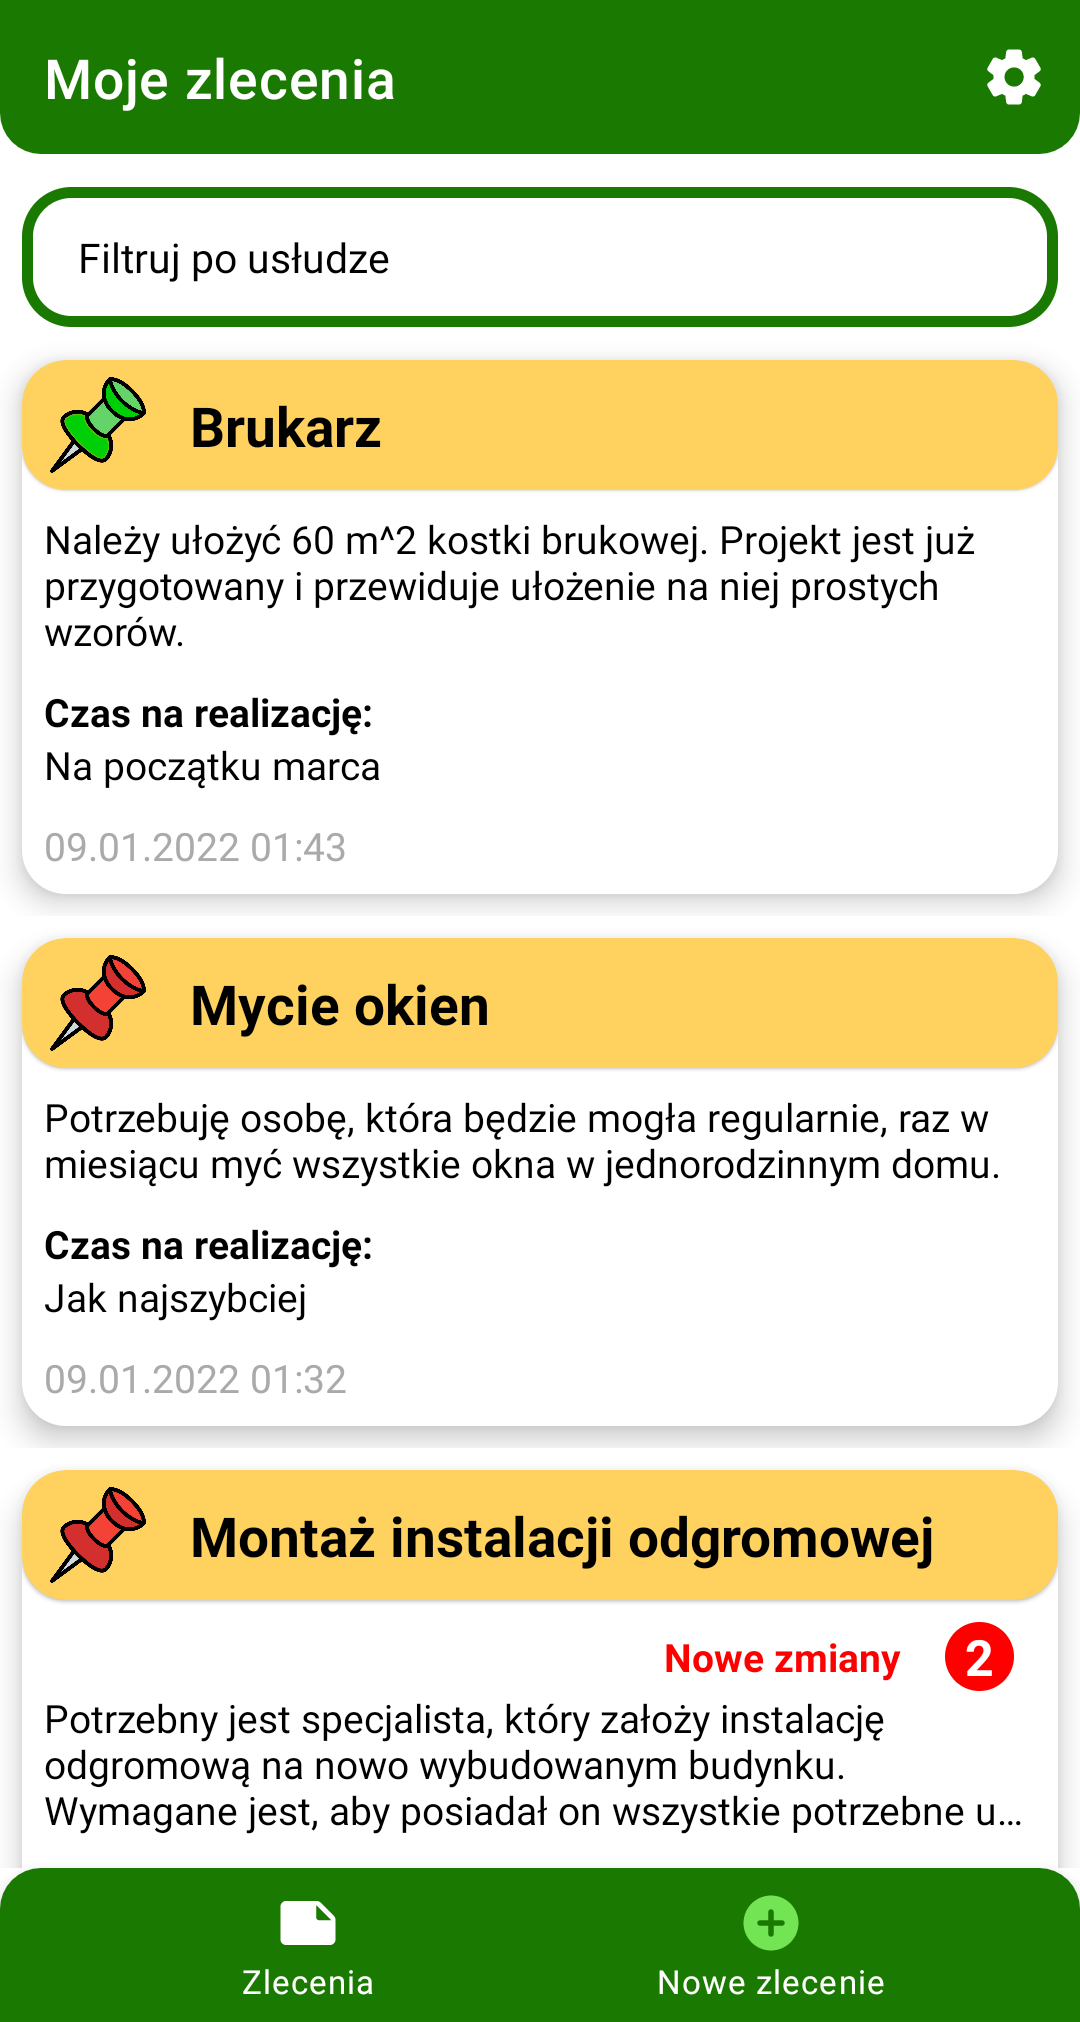 Moje zlecenia
Filtruj po usłudze
Brukarz
Należy ułożyć 60 m^2 kostki brukowej. Projekt jest już
przygotowany i przewiduje ułożenie na niej prostych
wzorów.
Czas na realizację:
Na początku marca
09.01.2022 01:43
Mycie okien
Potrzebuję osobę, która będzie mogła regularnie, raz w
miesiącu myć wszystkie okna w jednorodzinnym domu.
Czas na realizację:
Jak najszybciej
09.01.2022 01:32
Montaż instalacji odgromowej
Nowe zmiany 2
Potrzebny jest specjalista, który założy instalację
odgromową na nowo wybudowanym budynku.
Wymagane jest, aby posiadał on wszystkie potrzebne u…
Zlecenia
Nowe zlecenie